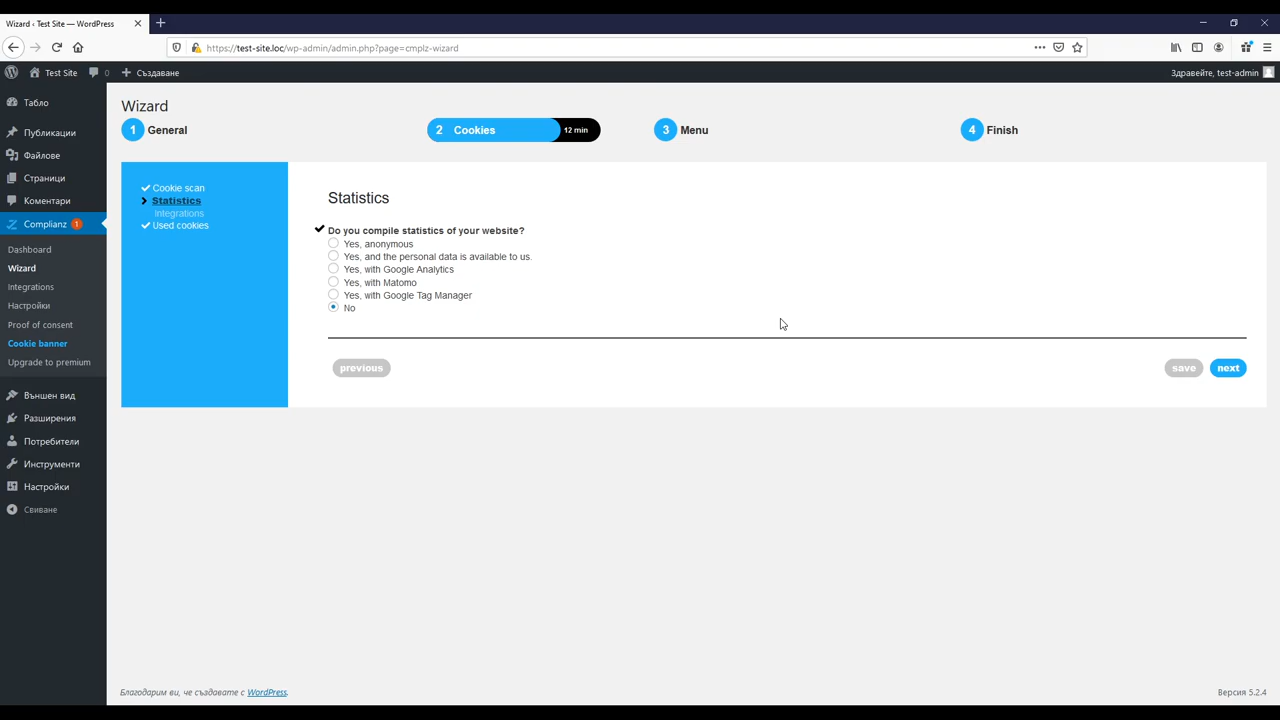 Wizard ‹ Test Site — WordPress
https://test-site.loc/wp-admin/admin.php?page=cmplz-wizard
Test Site
0
Създаване
Здравейте, test-admin
Табло
Публикации
Файлове
Страници
Коментари
Complianz 1
Dashboard
Wizard
Integrations
Настройки
Proof of consent
Cookie banner
Upgrade to premium
Външен вид
Разширения
Потребители
Инструменти
Настройки
Свиване
Wizard
1 General
2 Cookies 12 min
3 Menu
4 Finish
Cookie scan
Statistics
Integrations
Used cookies
Statistics
Do you compile statistics of your website?
Yes, anonymous
Yes, and the personal data is available to us.
Yes, with Google Analytics
Yes, with Matomo
Yes, with Google Tag Manager
No
previous
save
next
Благодарим ви, че създавате с WordPress.
Версия 5.2.4